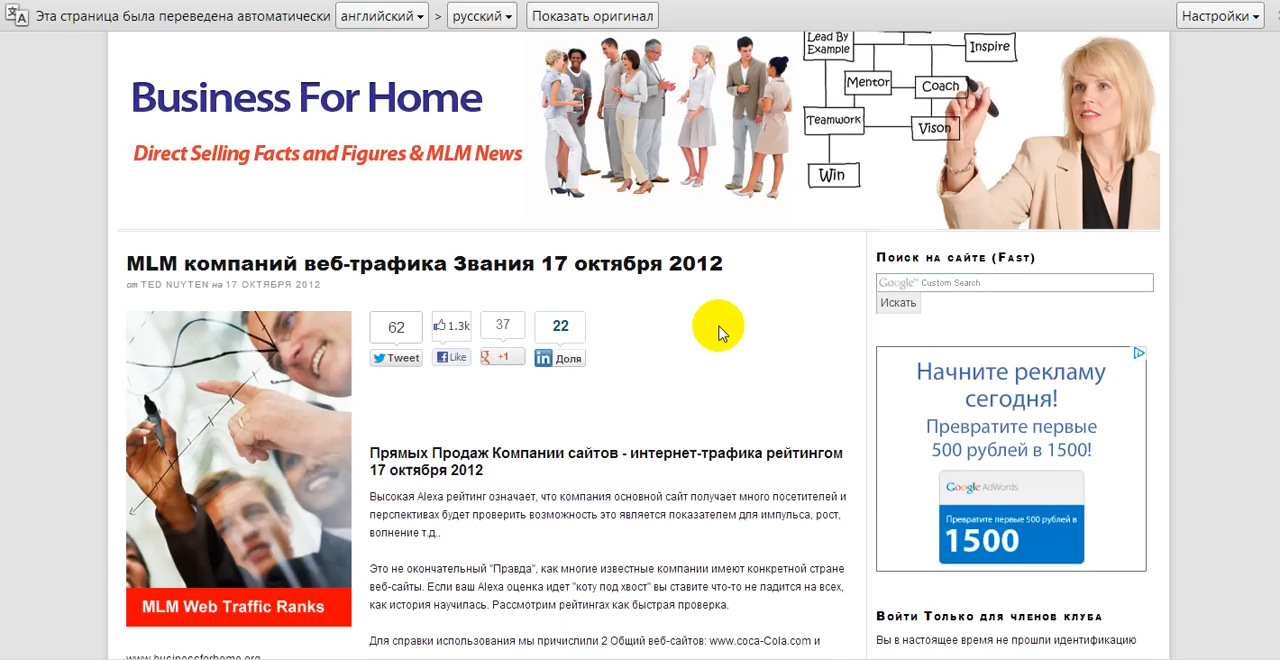 Эта страница была переведена автоматически английский > русский Показать оригинал Настройки
Business For Home
Direct Selling Facts and Figures & MLM News
Lead By
Example
Inspire
Mentor
Coach
Teamwork
Vison
Win
MLM компаний веб-трафика Звания 17 октября 2012
от TED NUYTEN на 17 ОКТЯБРЯ 2012
62 1.3k 37 22
Tweet Like +1 in Доля
MLM Web Traffic Ranks
www.businessforhome.org
Прямых Продаж Компании сайтов - интернет-трафика рейтингом
17 октября 2012
Высокая Alexa рейтинг означает, что компания основной сайт получает много посетителей и
перспективах будет проверить возможность это является показателем для импульса, рост,
волнение т.д..
Это не окончательный "Правда", как многие известные компании имеют конкретной стране
веб-сайты. Если ваш Alexa оценка идет "коту под хвост" вы ставите что-то не ладится на всех,
как история научилась. Рассмотрим рейтингах как быстрая проверка.
Для справки использования мы причислили 2 Общий веб-сайтов: www.coca-Cola.com и
Поиск на сайте (Fast)
Google™ Custom Search
Искать
Начните рекламу
сегодня!
Превратите первые
500 рублей в 1500!
Google AdWords
Превратите первые 500 рублей в
1500
Войти Только для членов клуба
Вы в настоящее время не прошли идентификацию